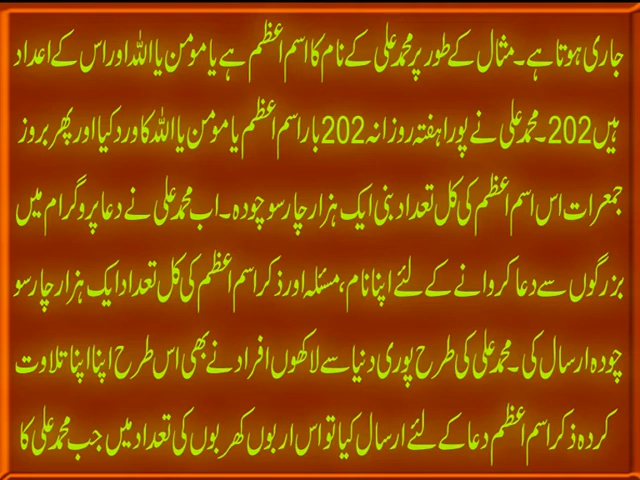 جاری ہوتا ہے۔ مثال کے طور پر محمد علی کے نام کا اسم اعظم ہے یا مومن یا اللہ اور اس کے اعداد
ہیں 202۔ محمد علی نے پورا ہفتہ روزانہ 202 بار اسم اعظم یا مومن یا اللہ کا ورد کیا اور پھر بروز
جمعرات اس اسم اعظم کی کل تعداد بنی ایک ہزار چار سو چودہ۔ اب محمد علی نے دعا پروگرام میں
بزرگوں سے دعا کروانے کے لئے اپنا نام، مسئلہ اور ذکر اسم اعظم کی کل تعداد ایک ہزار چار سو
چودہ ارسال کی۔ محمد علی کی طرح پوری دنیا سے لاکھوں افراد نے بھی اس طرح اپنا اپنا تلاوت
کردہ ذکر اسم اعظم دعا کے لئے ارسال کیا تو اس اربوں کھربوں کی تعداد میں جب محمد علی کا